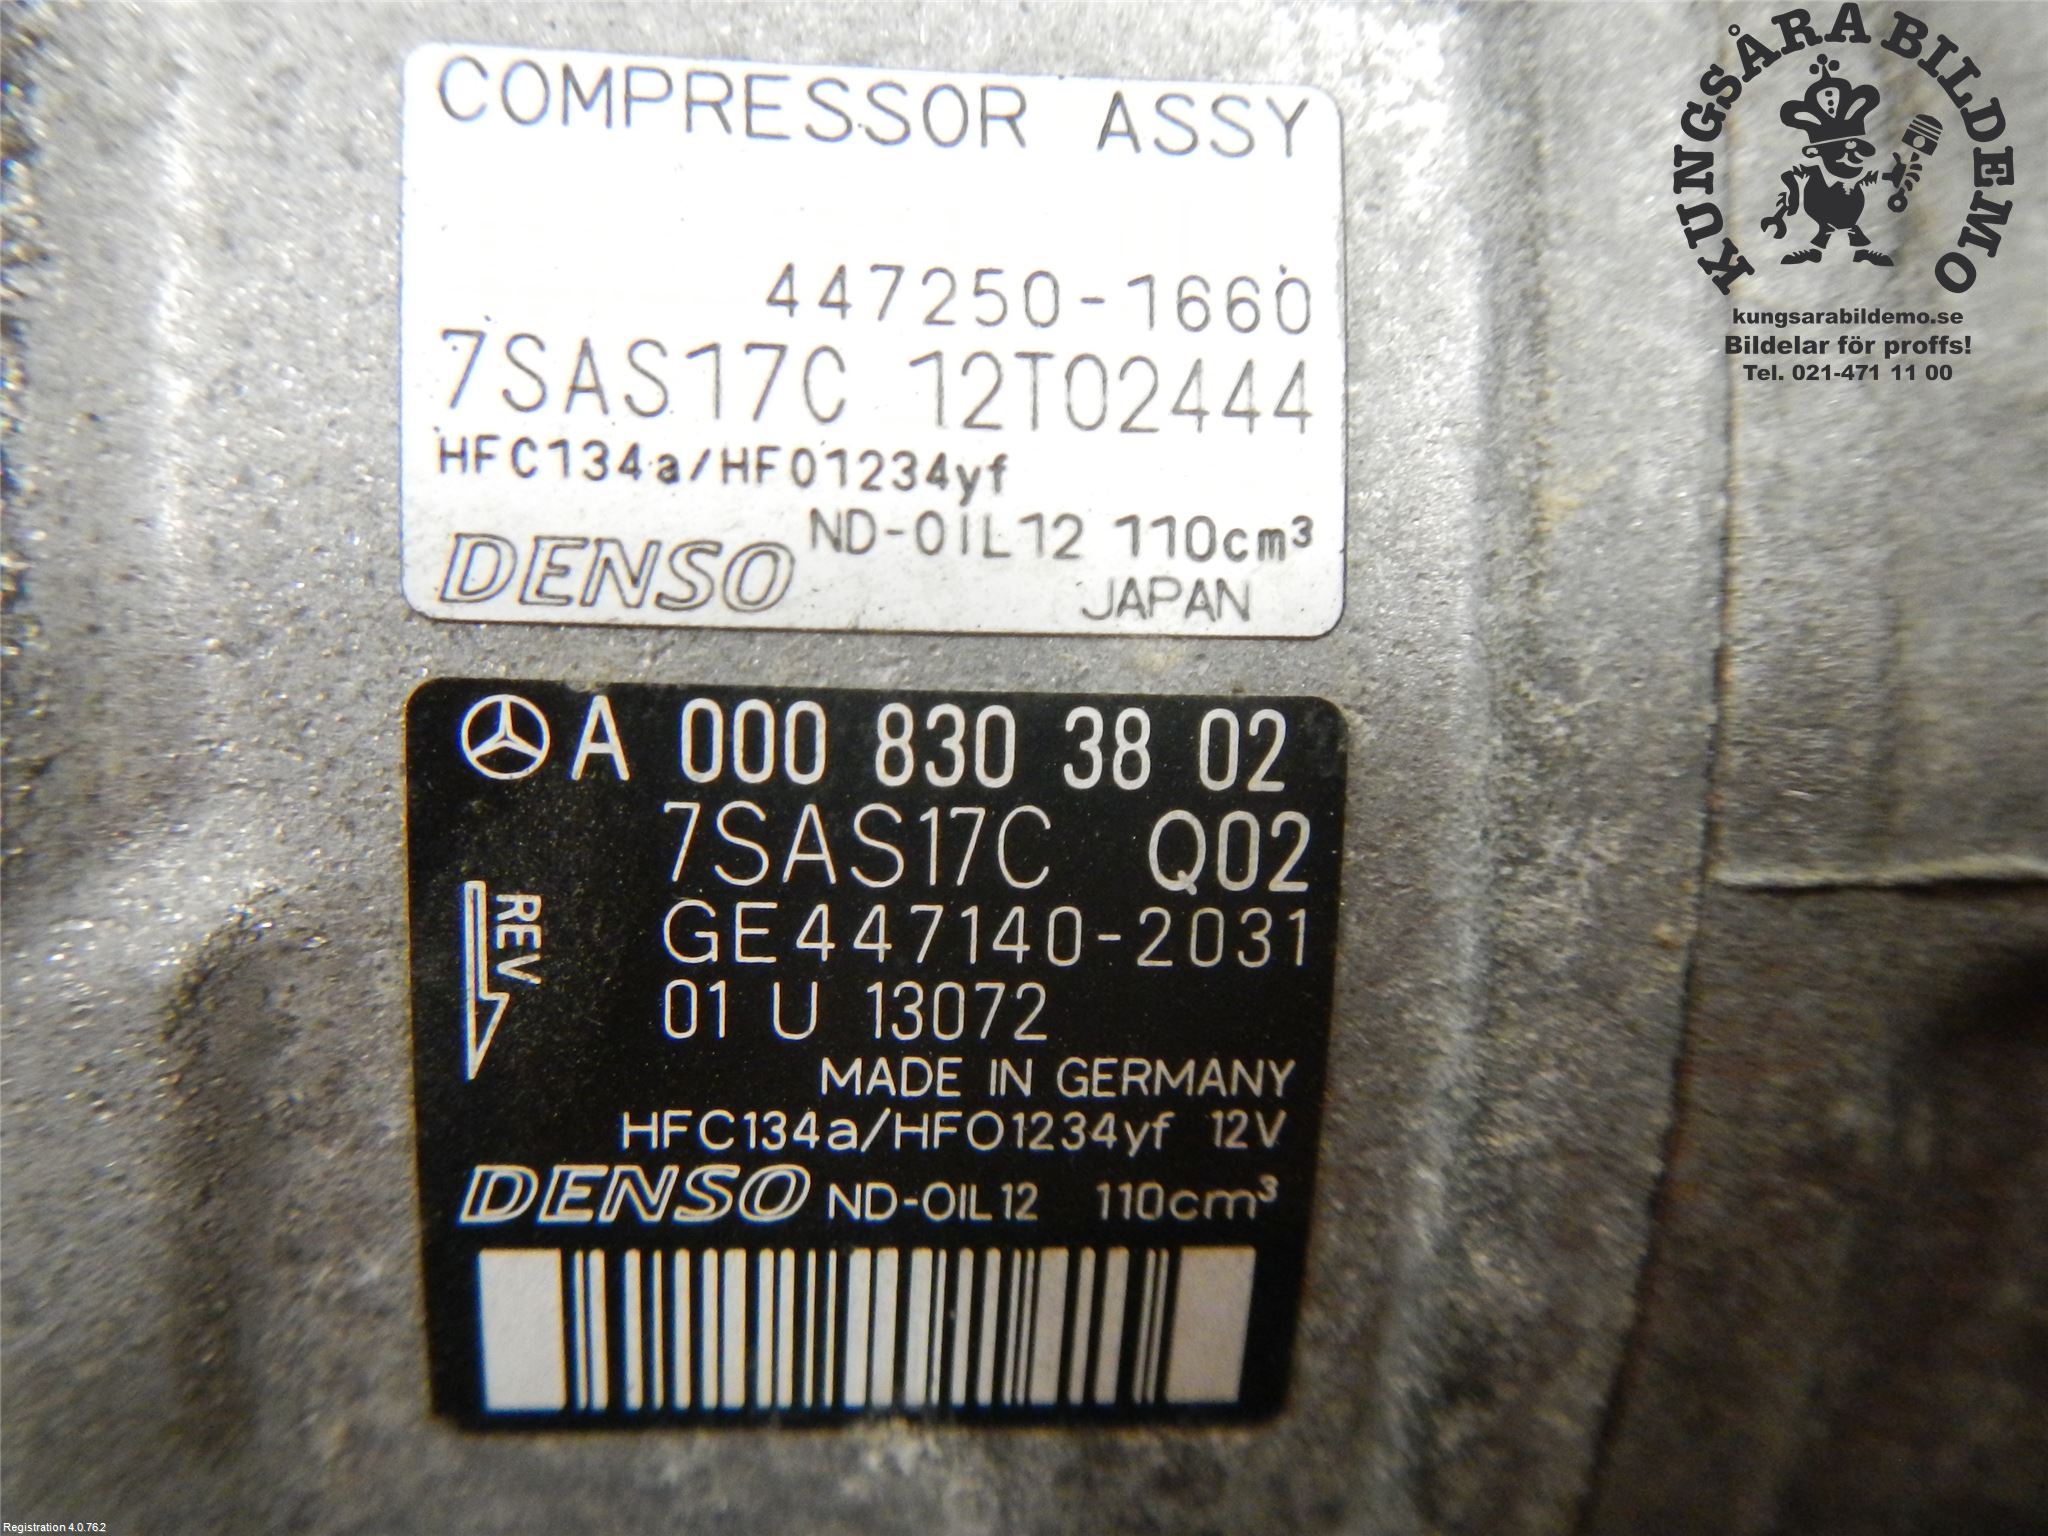 COMPRESSOR ASSY
447250-1660
7SAS17C 12T02444
HFC134a/HFO1234yf
ND-OIL12 110cm³
DENSO
JAPAN
A 000 830 38 02
7SAS17C Q02
GE447140-2031
REV
01 U 13072
MADE IN GERMANY
HFC134a/HFO1234yf 12V
DENSO ND-OIL12 110cm³
KUNGSÅRA BILDEMO
kungsarabildemo.se
Bildelar för proffs!
Tel. 021-471 11 00
Registration 4.0.76.2